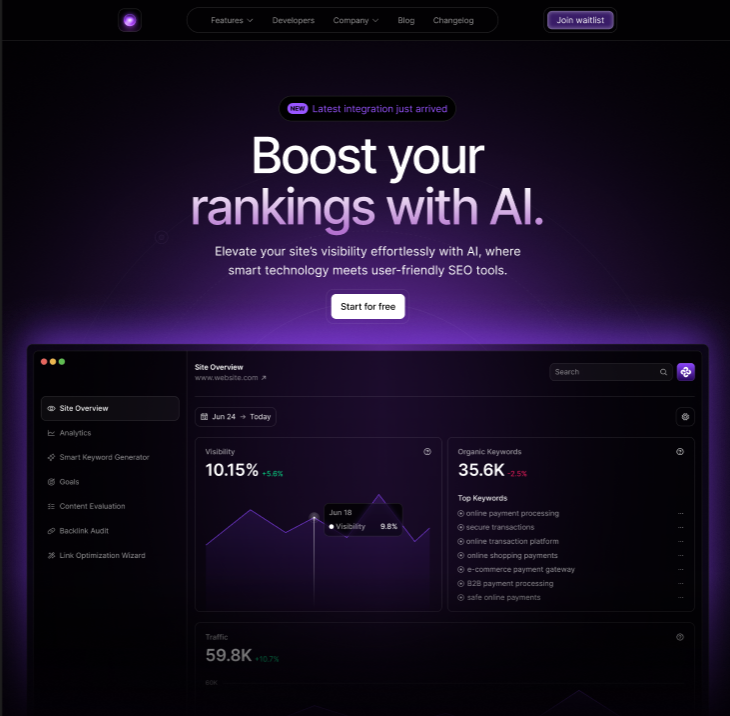 Features Developers Company Blog Changelog
Join waitlist
NEW Latest integration just arrived
Boost your
rankings with AI.
Elevate your site's visibility effortlessly with AI, where
smart technology meets user-friendly SEO tools.
Start for free
Site Overview
www.website.com ↗
Search
Site Overview
Analytics
Smart Keyword Generator
Goals
Content Evaluation
Backlink Audit
Link Optimization Wizard
Jun 24 → Today
Visibility
10.15% +5.6%
Jun 18
Visibility 9.8%
Organic Keywords
35.6K -2.5%
Top Keywords
online payment processing
secure transactions
online transaction platform
online shopping payments
e-commerce payment gateway
B2B payment processing
safe online payments
Traffic
59.8K +10.7%
60K